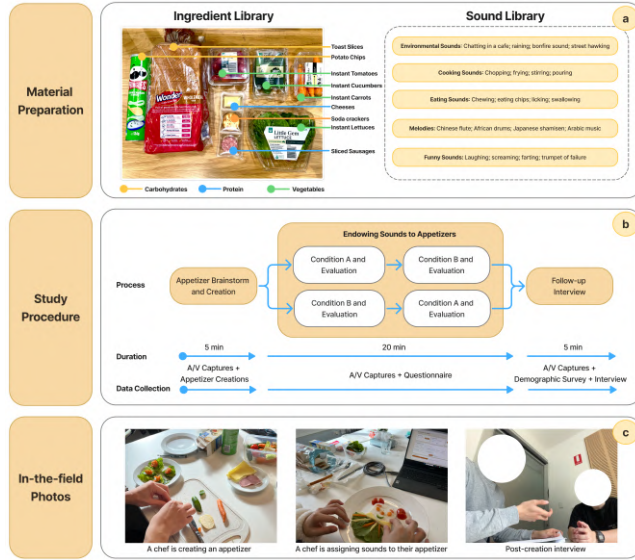 Material
Preparation
Ingredient Library
Sound Library
a
Toast Slices
Potato Chips
Instant Tomatoes
Instant Cucumbers
Instant Carrots
Cheeses
Soda crackers
Instant Lettuces
Sliced Sausages
Wonder
Little Gem
Carbohydrates
Protein
Vegetables
Environmental Sounds: Chatting in a cafe; raining; bonfire sound; street hawking
Cooking Sounds: Chopping; frying; stirring; pouring
Eating Sounds: Chewing; eating chips; licking; swallowing
Melodies: Chinese flute; African drums; Japanese shamisen; Arabic music
Funny Sounds: Laughing; screaming; farting; trumpet of failure
Study
Procedure
b
Endowing Sounds to Appetizers
Process
Appetizer Brainstorm
and Creation
Condition A and
Evaluation
Condition B and
Evaluation
Condition B and
Evaluation
Condition A and
Evaluation
Follow-up
Interview
Duration
5 min
20 min
5 min
Data Collection
A/V Captures +
Appetizer Creations
A/V Captures + Questionnaire
A/V Captures +
Demographic Survey + Interview
In-the-field
Photos
c
A chef is creating an appetizer
A chef is assigning sounds to their appetizer
Post-creation interview